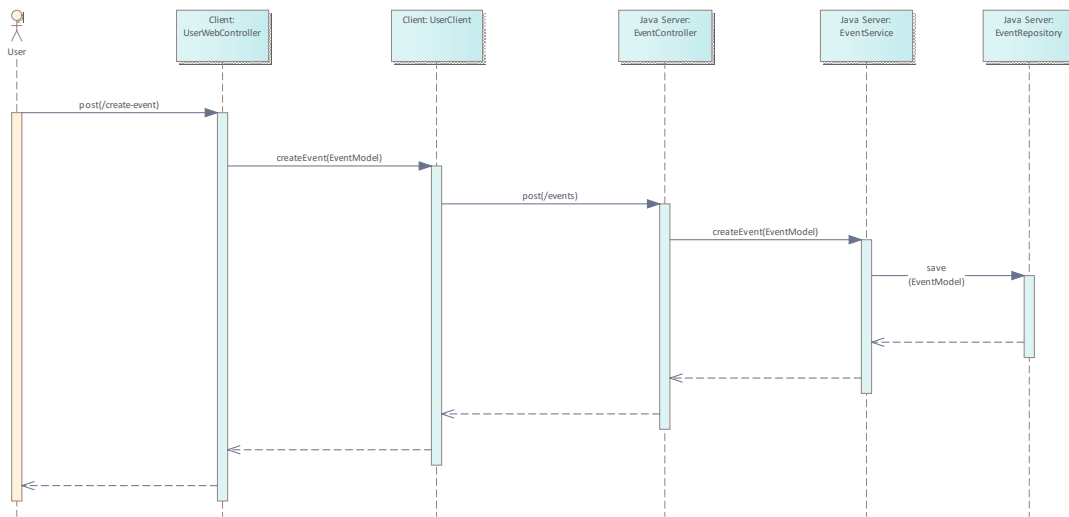 User
Client:
UserWebController
Client: UserClient
Java Server:
EventController
Java Server:
EventService
Java Server:
EventRepository
post(/create-event)
createEvent(EventModel)
post(/events)
createEvent(EventModel)
save
(EventModel)